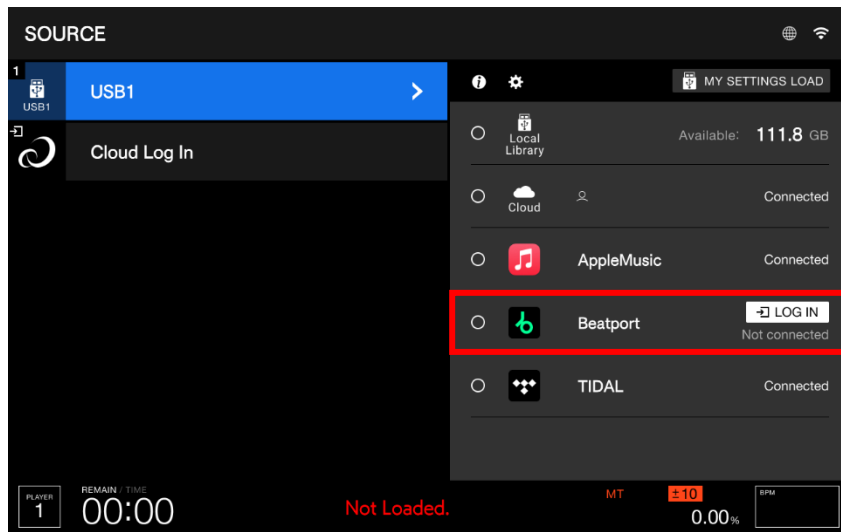 SOURCE
1
USB1
USB1
MY SETTINGS LOAD
Cloud Log In
Local
Library
Available: 111.8 GB
Cloud
Connected
AppleMusic
Connected
Beatport
LOG IN
Not connected
TIDAL
Connected
PLAYER
1
REMAIN / TIME
00:00
Not Loaded.
MT
±10
0.00%
BPM